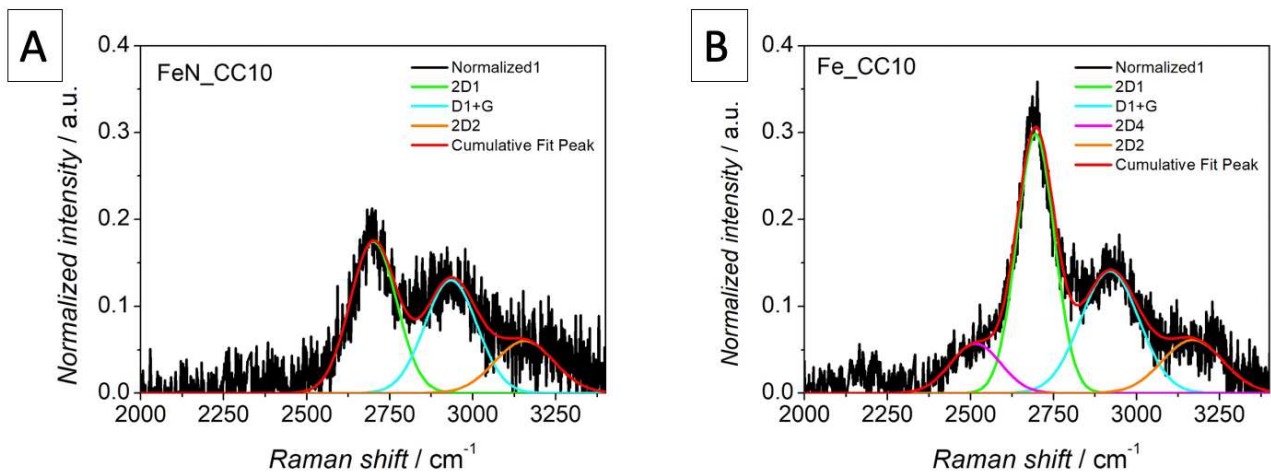 A
FeN_CC10
Normalized1
2D1
D1+G
2D2
Cumulative Fit Peak
0.4
0.3
0.2
0.1
0.0
Normalized intensity / a.u.
2000 2250 2500 2750 3000 3250
Raman shift / cm⁻¹
B
Fe_CC10
Normalized1
2D1
D1+G
2D4
2D2
Cumulative Fit Peak
0.4
0.3
0.2
0.1
0.0
Normalized intensity / a.u.
2000 2250 2500 2750 3000 3250
Raman shift / cm⁻¹